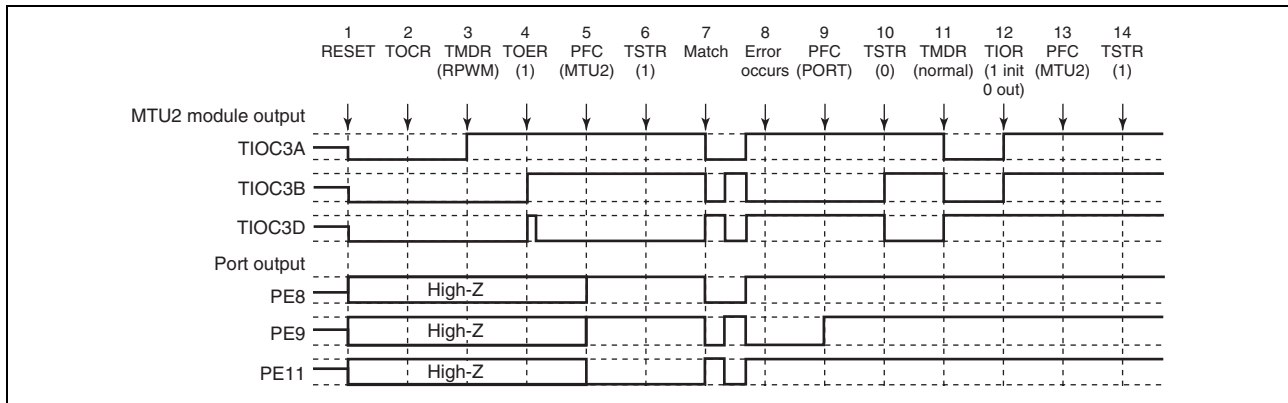 1 2 3 4 5 6 7 8 9 10 11 12 13 14
RESET TOCR TMDR TOER PFC TSTR Match Error PFC TSTR TMDR TIOR PFC TSTR
(RPWM) (1) (MTU2) (1) occurs (PORT) (0) (normal) (1 init (MTU2) (1)
0 out)
MTU2 module output
TIOC3A
TIOC3B
TIOC3D
Port output
PE8 High-Z
PE9 High-Z
PE11 High-Z